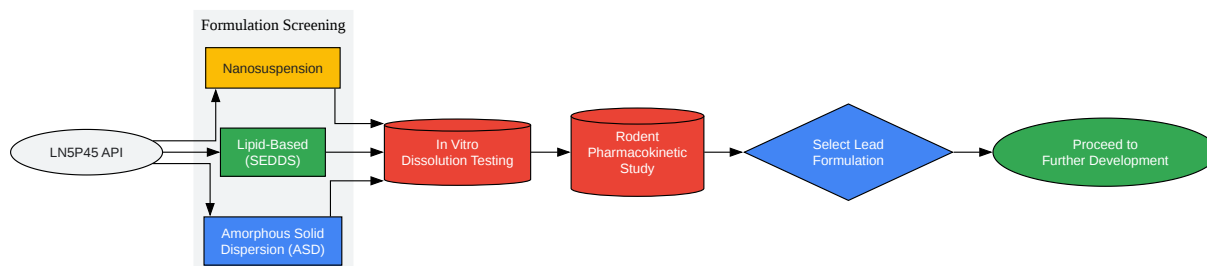 Formulation Screening
Nanosuspension
LN5P45 API
Lipid-Based
(SEDDS)
Amorphous Solid
Dispersion (ASD)
In Vitro
Dissolution Testing
Rodent
Pharmacokinetic
Study
Select Lead
Formulation
Proceed to
Further Development